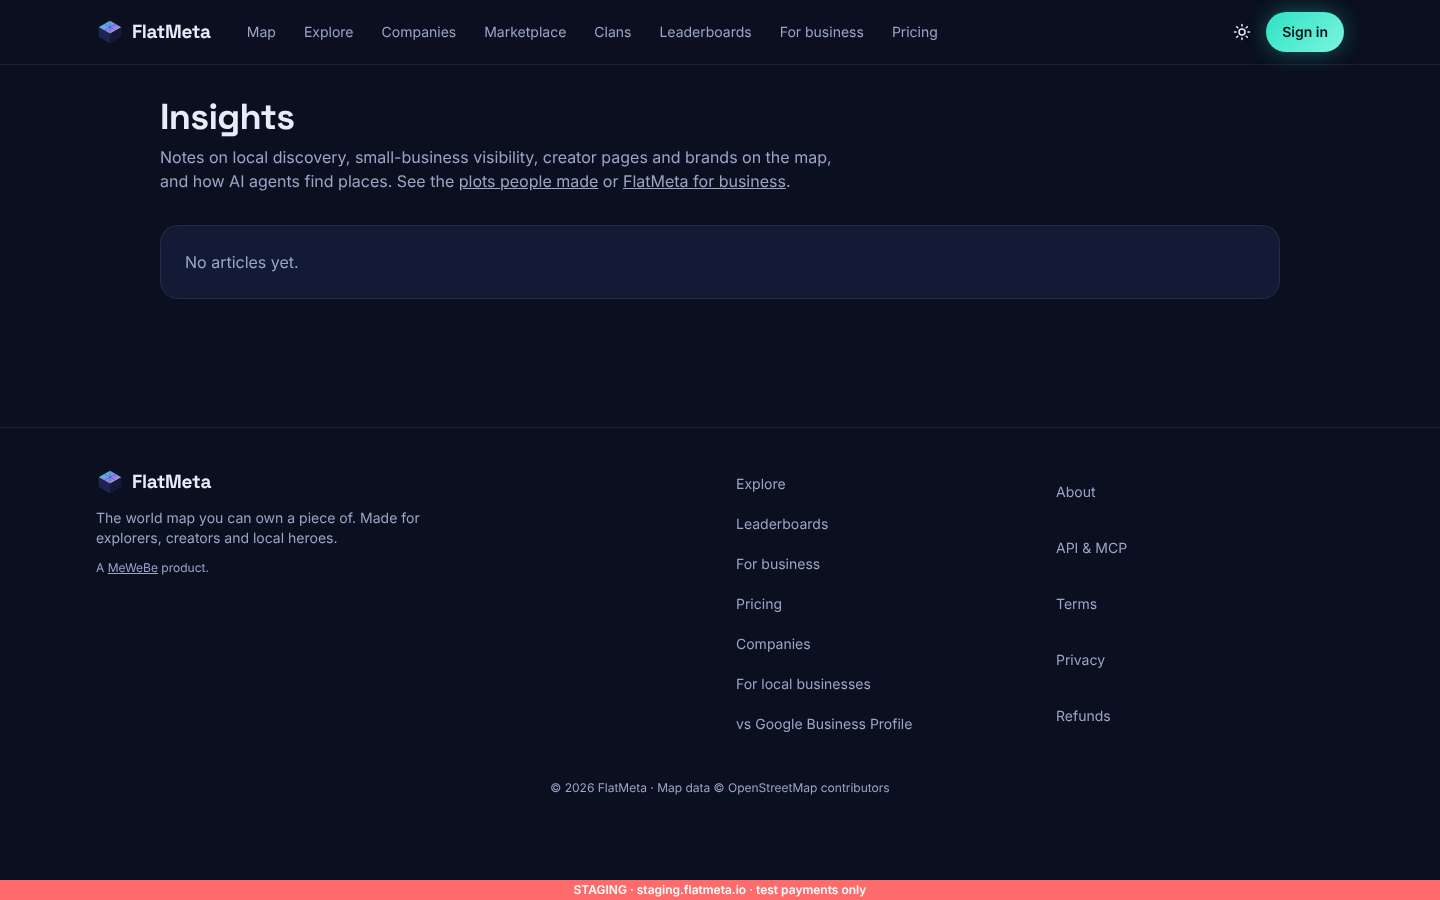 FlatMeta
Map
Explore
Companies
Marketplace
Clans
Leaderboards
For business
Pricing
Sign in
Insights
Notes on local discovery, small-business visibility, creator pages and brands on the map,
and how AI agents find places. See the plots people made or FlatMeta for business.
No articles yet.
FlatMeta
The world map you can own a piece of. Made for
explorers, creators and local heroes.
A MeWeBe product.
Explore
Leaderboards
For business
Pricing
Companies
For local businesses
vs Google Business Profile
About
API & MCP
Terms
Privacy
Refunds
© 2026 FlatMeta · Map data © OpenStreetMap contributors
STAGING · staging.flatmeta.io · test payments only